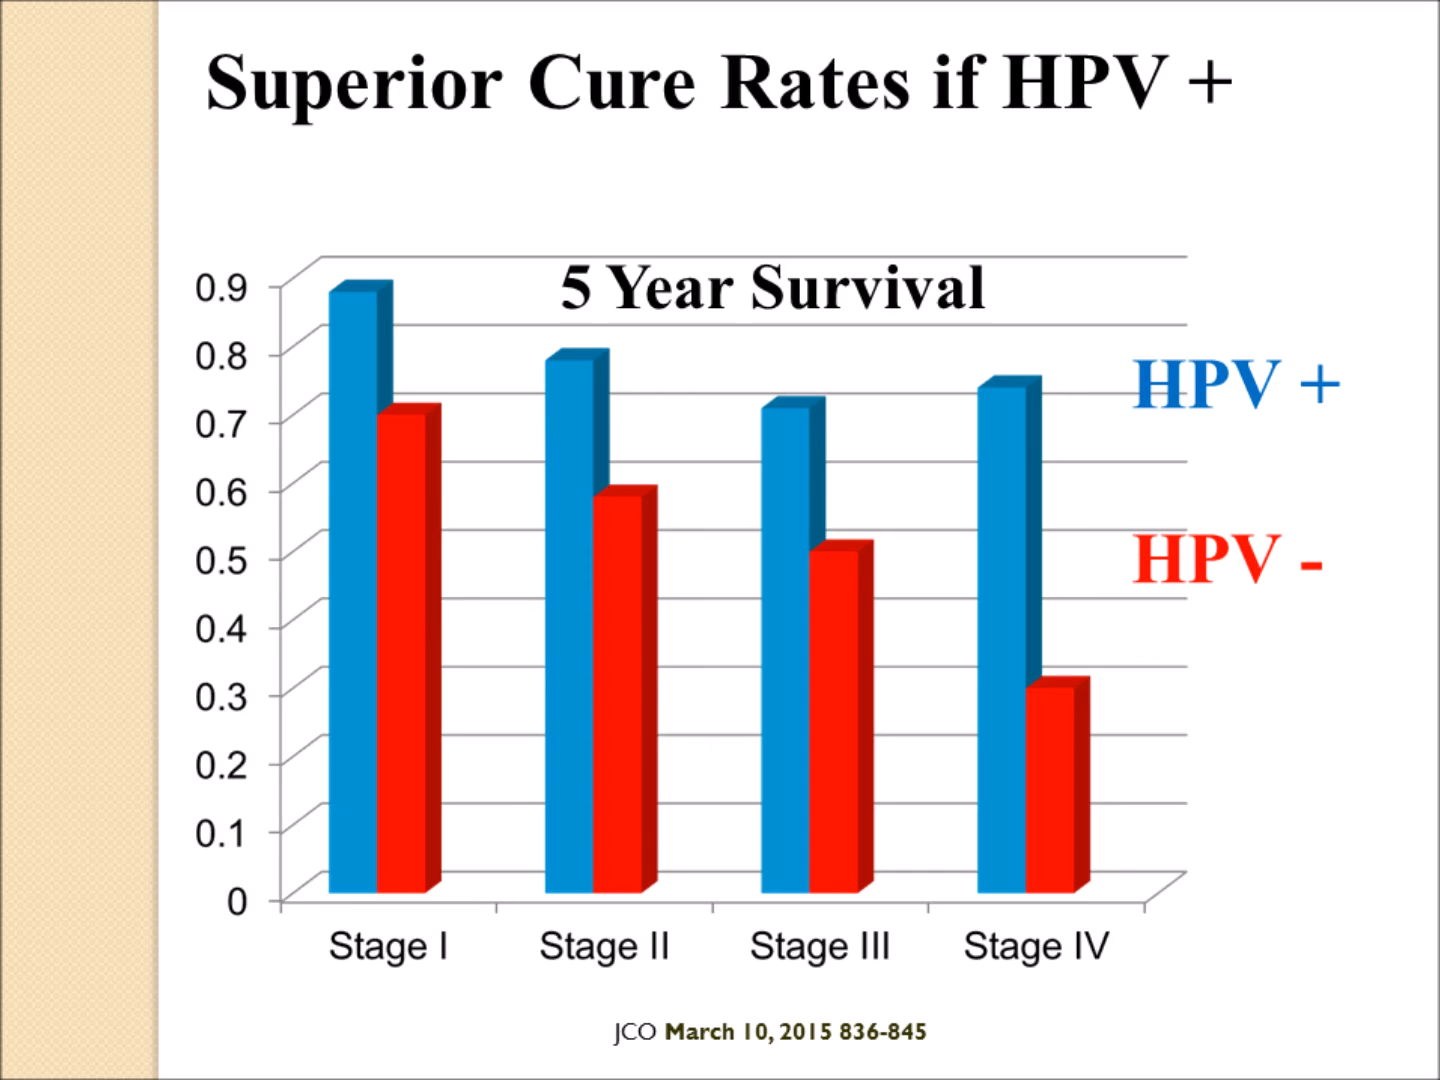 Superior Cure Rates if HPV +
5 Year Survival
0.9
0.8
0.7
0.6
0.5
0.4
0.3
0.2
0.1
0
HPV +
HPV -
Stage I
Stage II
Stage III
Stage IV
JCO March 10, 2015 836-845